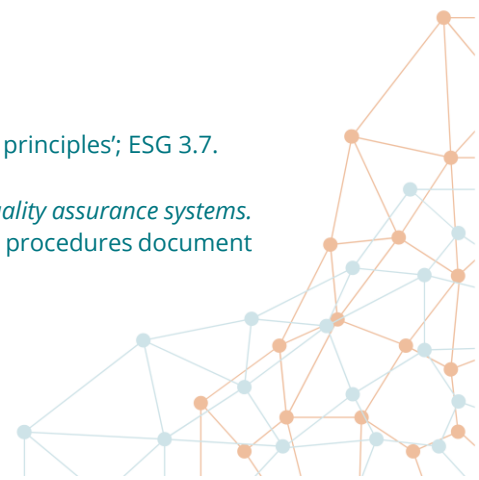 principles’; ESG 3.7.
ality assurance systems.
procedures document